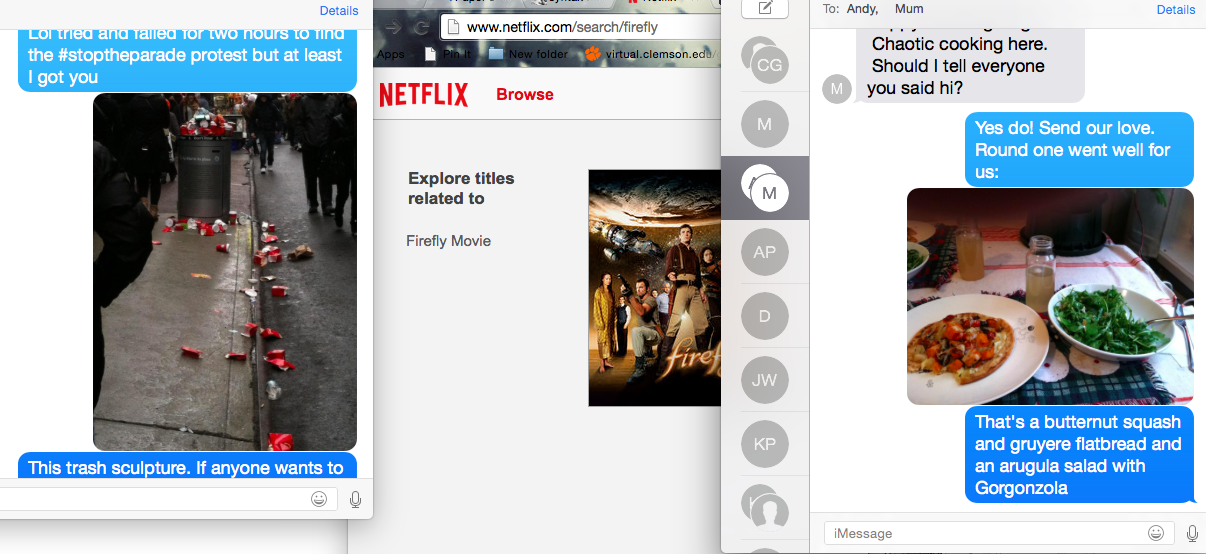 Details
Lol tried and failed for two hours to find
the #stoptheparade protest but at least
I got you
This trash sculpture. If anyone wants to
Netflix
www.netflix.com/search/firefly
Apps
Pin It
New folder
virtual.clemson.edu
NETFLIX
Browse
Explore titles
related to
Firefly Movie
firef
CG
M
M
AP
D
JW
KP
To: Andy, Mum
Details
Chaotic cooking here.
Should I tell everyone
you said hi?
M
Yes do! Send our love.
Round one went well for
us:
That's a butternut squash
and gruyere flatbread and
an arugula salad with
Gorgonzola
iMessage